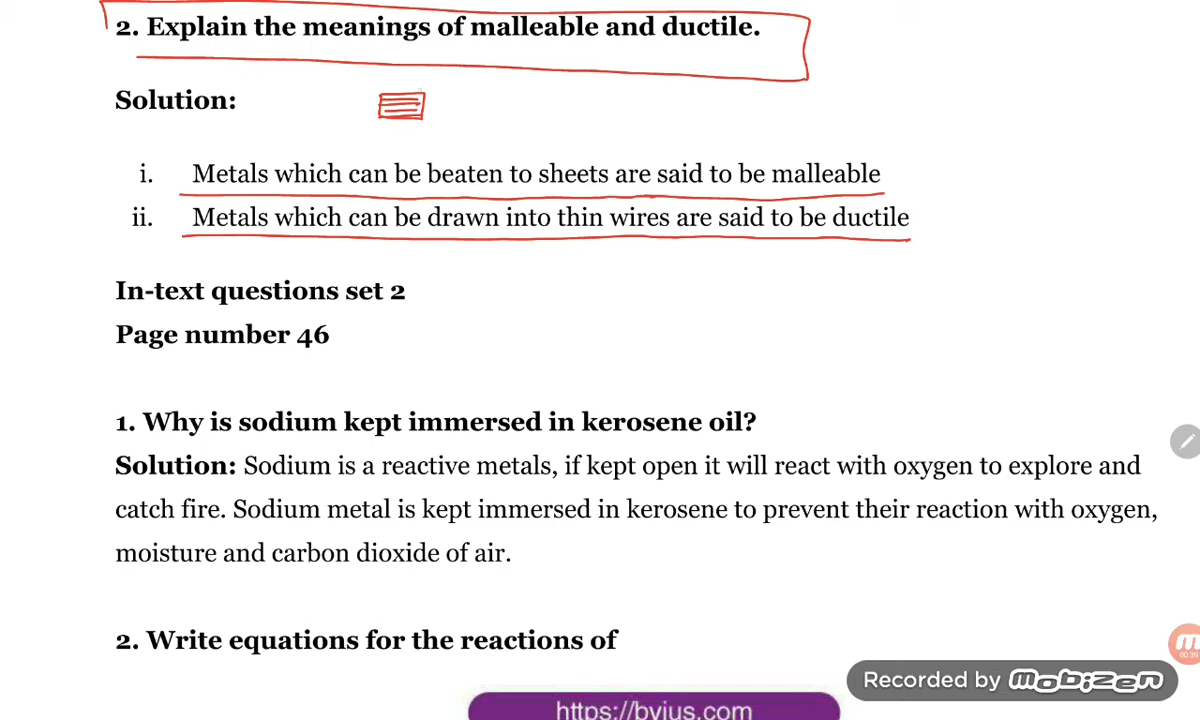 2. Explain the meanings of malleable and ductile.
Solution:
i. Metals which can be beaten to sheets are said to be malleable
ii. Metals which can be drawn into thin wires are said to be ductile
In-text questions set 2
Page number 46
1. Why is sodium kept immersed in kerosene oil?
Solution: Sodium is a reactive metals, if kept open it will react with oxygen to explore and
catch fire. Sodium metal is kept immersed in kerosene to prevent their reaction with oxygen,
moisture and carbon dioxide of air.
2. Write equations for the reactions of
m
00:39
Recorded by mobizen
https://byjus.com